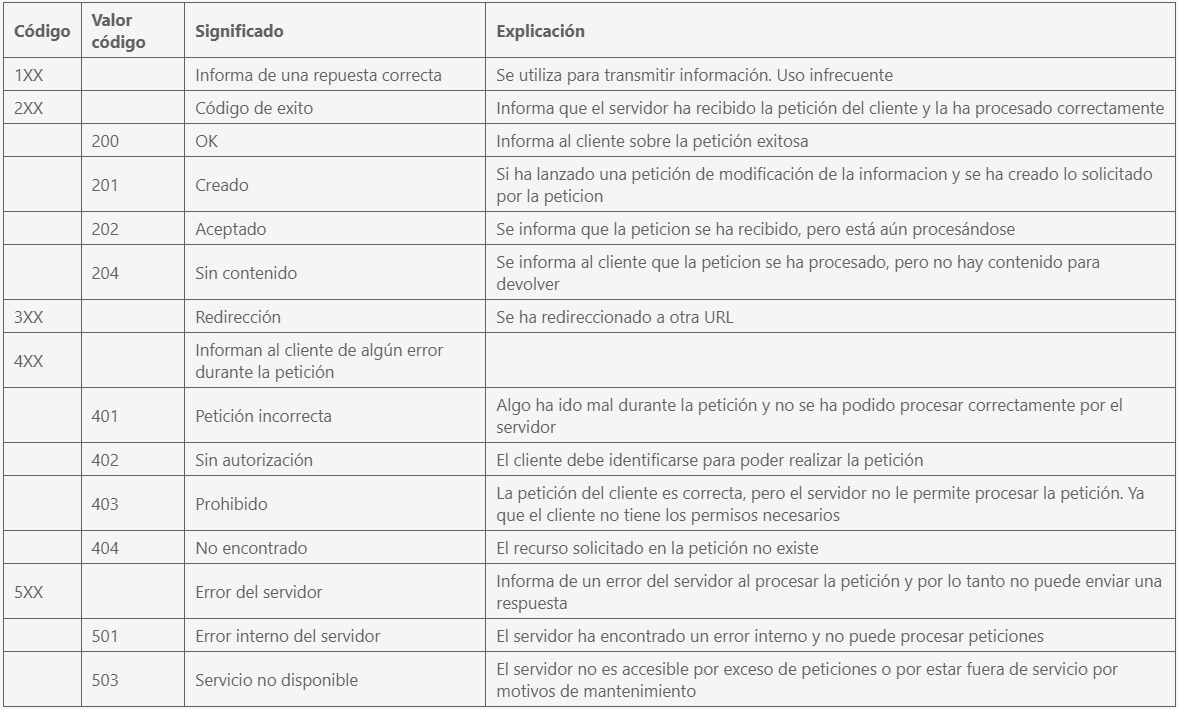 Código Valor código Significado Explicación
1XX Informa de una repuesta correcta Se utiliza para transmitir información. Uso infrecuente
2XX Código de exito Informa que el servidor ha recibido la petición del cliente y la ha procesado correctamente
200 OK Informa al cliente sobre la petición exitosa
201 Creado Si ha lanzado una petición de modificación de la informacion y se ha creado lo solicitado
por la peticion
202 Aceptado Se informa que la peticion se ha recibido, pero está aún procesándose
204 Sin contenido Se informa al cliente que la peticion se ha procesado, pero no hay contenido para
devolver
3XX Redirección Se ha redireccionado a otra URL
4XX Informan al cliente de algún error
durante la petición
401 Petición incorrecta Algo ha ido mal durante la petición y no se ha podido procesar correctamente por el
servidor
402 Sin autorización El cliente debe identificarse para poder realizar la petición
403 Prohibido La petición del cliente es correcta, pero el servidor no le permite procesar la petición. Ya
que el cliente no tiene los permisos necesarios
404 No encontrado El recurso solicitado en la petición no existe
5XX Error del servidor Informa de un error del servidor al procesar la petición y por lo tanto no puede enviar una
respuesta
501 Error interno del servidor El servidor ha encontrado un error interno y no puede procesar peticiones
503 Servicio no disponible El servidor no es accesible por exceso de peticiones o por estar fuera de servicio por
motivos de mantenimiento